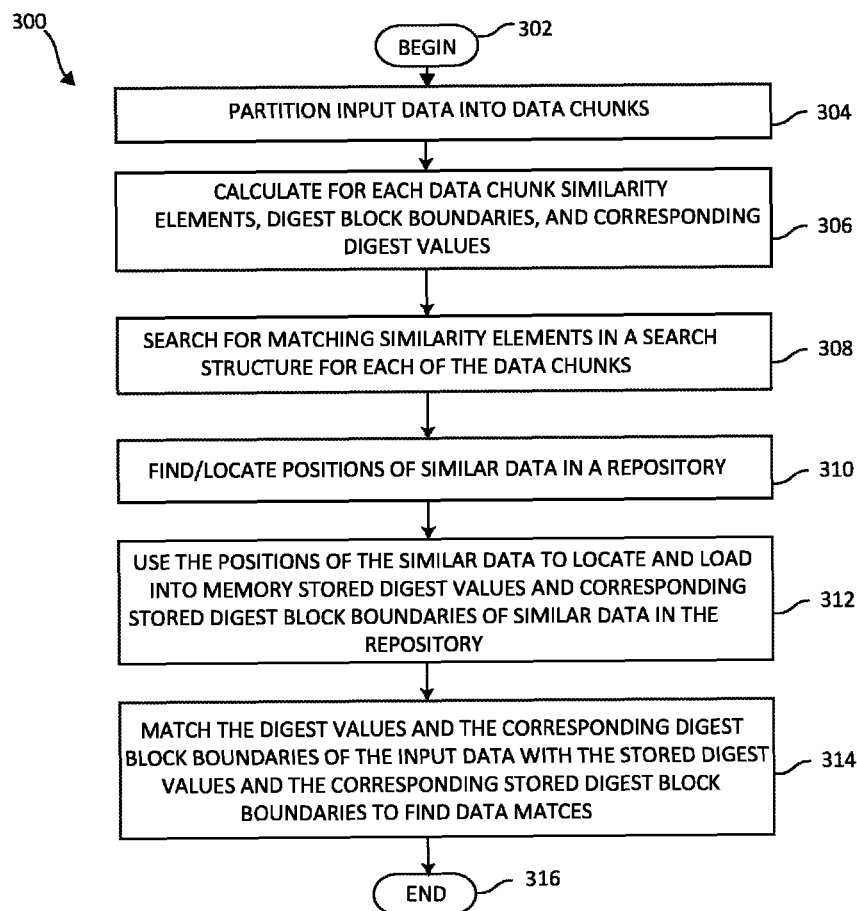 300
BEGIN
302
PARTITION INPUT DATA INTO DATA CHUNKS
304
CALCULATE FOR EACH DATA CHUNK SIMILARITY
ELEMENTS, DIGEST BLOCK BOUNDARIES, AND CORRESPONDING
DIGEST VALUES
306
SEARCH FOR MATCHING SIMILARITY ELEMENTS IN A SEARCH
STRUCTURE FOR EACH OF THE DATA CHUNKS
308
FIND/LOCATE POSITIONS OF SIMILAR DATA IN A REPOSITORY
310
USE THE POSITIONS OF THE SIMILAR DATA TO LOCATE AND LOAD
INTO MEMORY STORED DIGEST VALUES AND CORRESPONDING
STORED DIGEST BLOCK BOUNDARIES OF SIMILAR DATA IN THE
REPOSITORY
312
MATCH THE DIGEST VALUES AND THE CORRESPONDING DIGEST
BLOCK BOUNDARIES OF THE INPUT DATA WITH THE STORED DIGEST
VALUES AND THE CORRESPONDING STORED DIGEST BLOCK
BOUNDARIES TO FIND DATA MATCES
314
END
316